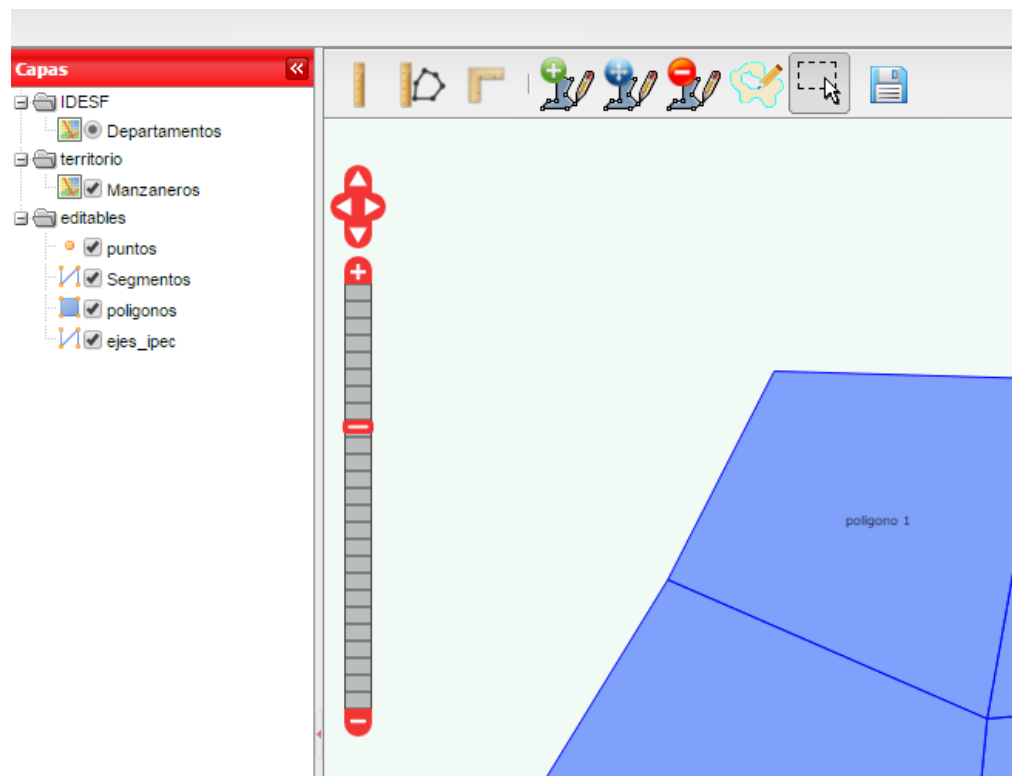 Capas
IDESF
Departamentos
territorio
Manzaneros
editables
puntos
Segmentos
poligonos
ejes_ipec
poligono 1